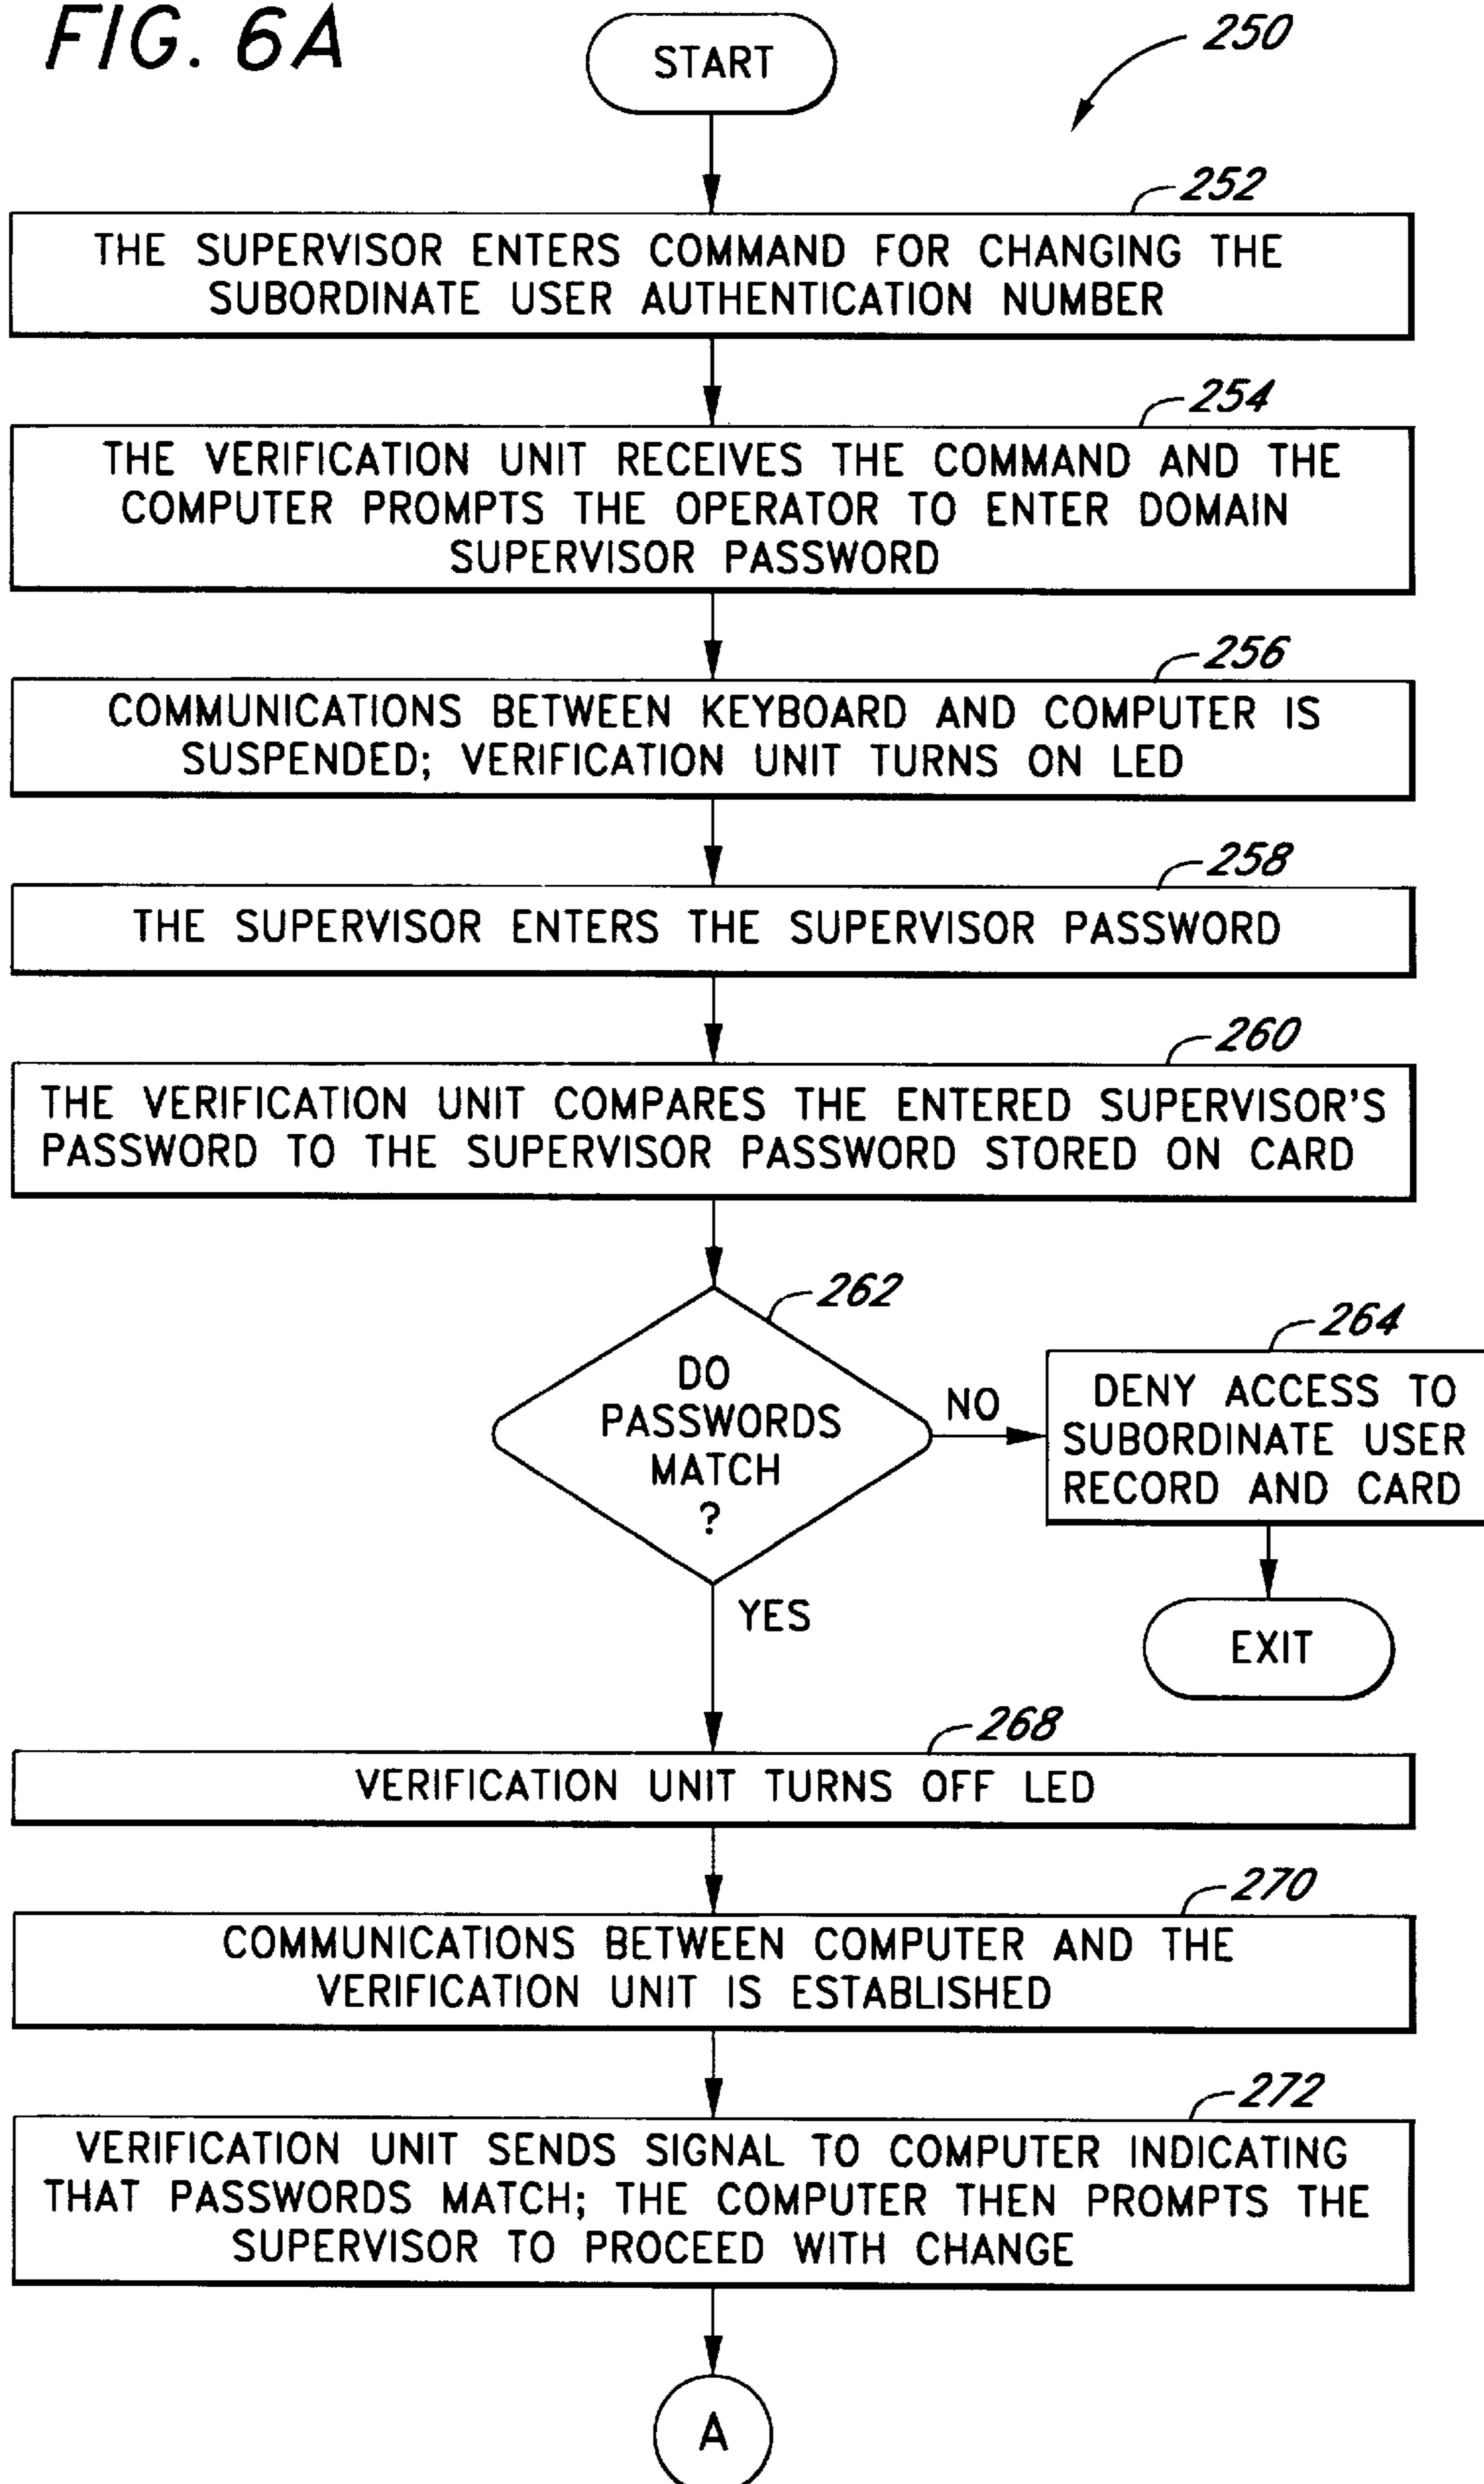 FIG. 6A
START
250
252
THE SUPERVISOR ENTERS COMMAND FOR CHANGING THE
SUBORDINATE USER AUTHENTICATION NUMBER
254
THE VERIFICATION UNIT RECEIVES THE COMMAND AND THE
COMPUTER PROMPTS THE OPERATOR TO ENTER DOMAIN
SUPERVISOR PASSWORD
256
COMMUNICATIONS BETWEEN KEYBOARD AND COMPUTER IS
SUSPENDED; VERIFICATION UNIT TURNS ON LED
258
THE SUPERVISOR ENTERS THE SUPERVISOR PASSWORD
260
THE VERIFICATION UNIT COMPARES THE ENTERED SUPERVISOR'S
PASSWORD TO THE SUPERVISOR PASSWORD STORED ON CARD
262
DO
PASSWORDS
MATCH
?
NO
264
DENY ACCESS TO
SUBORDINATE USER
RECORD AND CARD
EXIT
YES
268
VERIFICATION UNIT TURNS OFF LED
270
COMMUNICATIONS BETWEEN COMPUTER AND THE
VERIFICATION UNIT IS ESTABLISHED
272
VERIFICATION UNIT SENDS SIGNAL TO COMPUTER INDICATING
THAT PASSWORDS MATCH; THE COMPUTER THEN PROMPTS THE
SUPERVISOR TO PROCEED WITH CHANGE
A